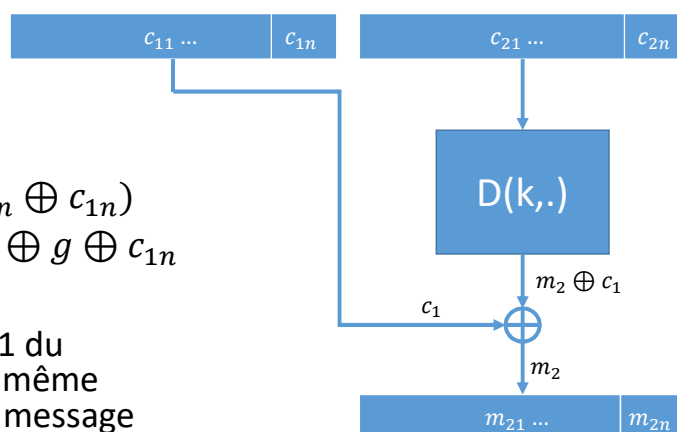 c₁₁ … c₁ₙ c₂₁ … c₂ₙ
D(k,.)
ₙ ⊕ c₁ₙ)
⊕ g ⊕ c₁ₙ
m₂ ⊕ c₁
c₁
1 du
même
m₂
message
m₂₁ … m₂ₙ